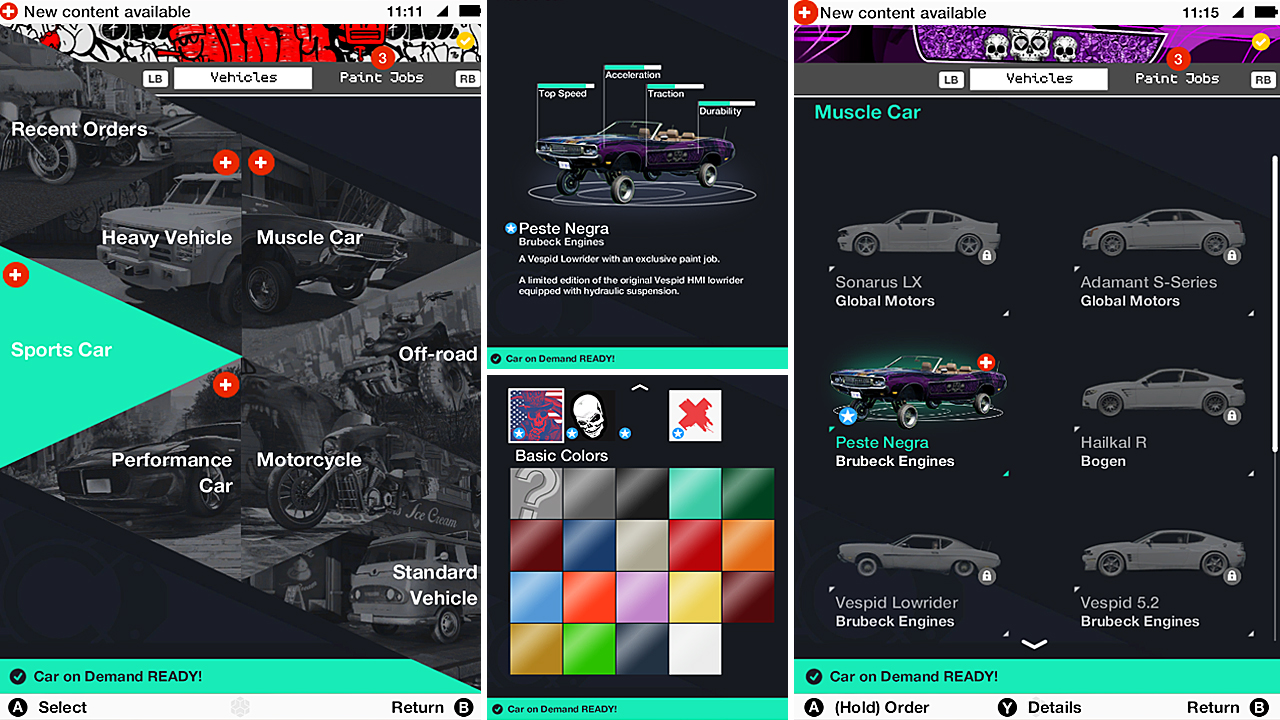 New content available 11:11
3
LB Vehicles Paint Jobs RB
Recent Orders
Heavy Vehicle
Muscle Car
Sports Car
Off-road
Performance
Car
Motorcycle
Ice Cream
Standard
Vehicle
Car on Demand READY!
A Select Return B
Acceleration
Top Speed
Traction
Durability
Peste Negra
Brubeck Engines
A Vespid Lowrider with an exclusive paint job.
A limited edition of the original Vespid HMI lowrider
equipped with hydraulic suspension.
Car on Demand READY!
Basic Colors
?
Car on Demand READY!
New content available 11:15
3
LB Vehicles Paint Jobs RB
Muscle Car
Sonarus LX
Global Motors
Adamant S-Series
Global Motors
Peste Negra
Brubeck Engines
Hailkal R
Bogen
Vespid Lowrider
Brubeck Engines
Vespid 5.2
Brubeck Engines
Car on Demand READY!
A (Hold) Order Y Details Return B